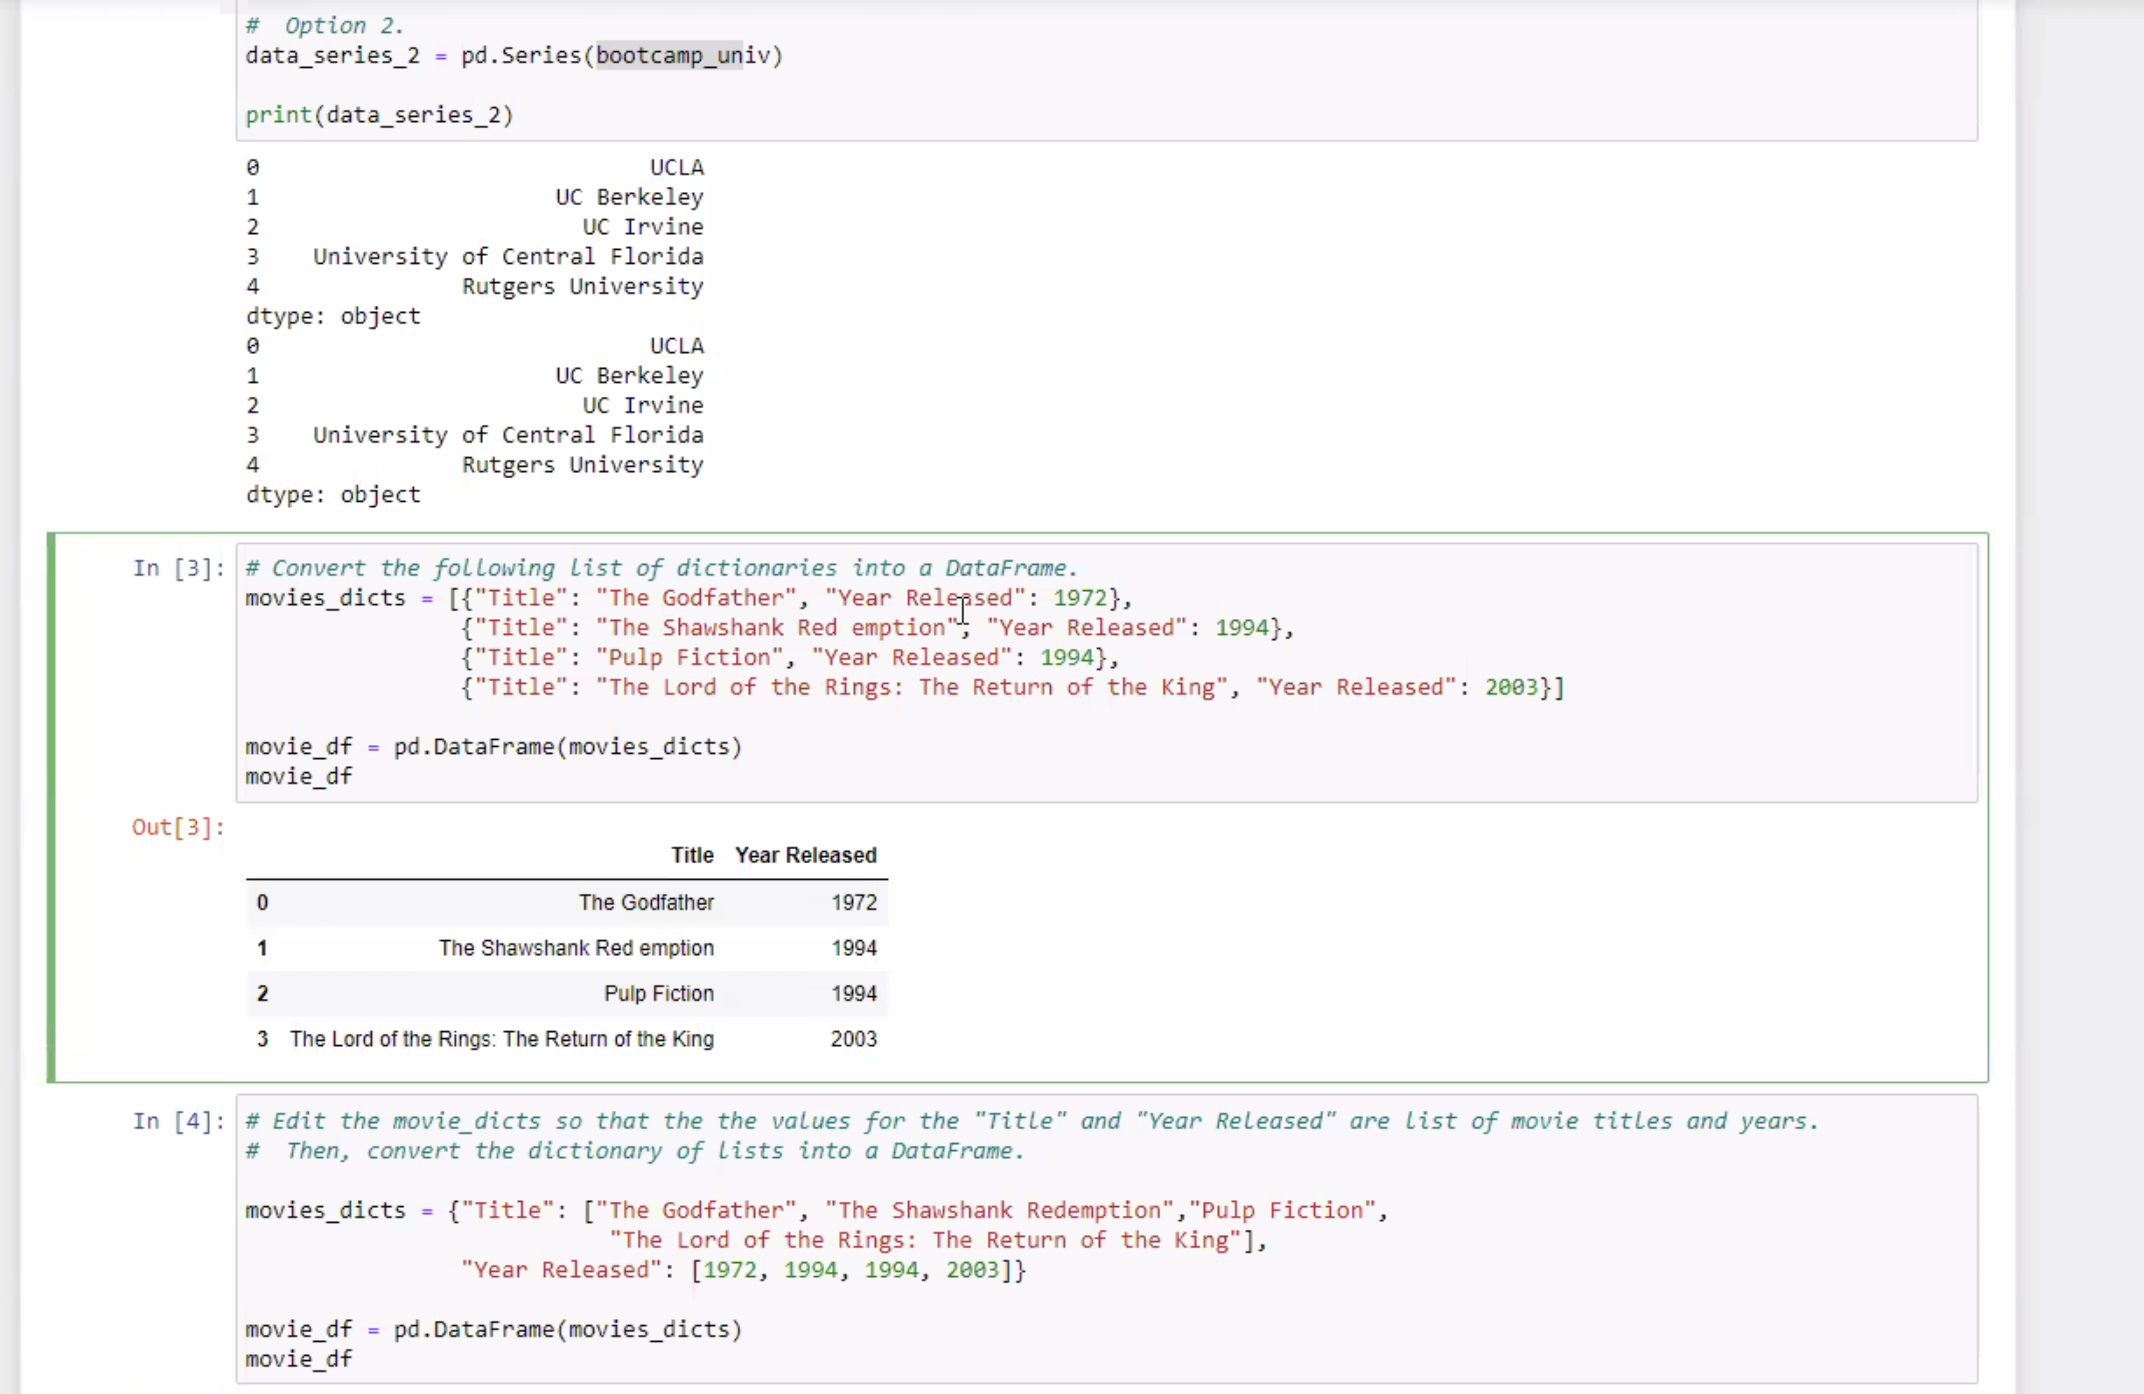 #  Option 2.
data_series_2 = pd.Series(bootcamp_univ)
print(data_series_2)
0 UCLA
1 UC Berkeley
2 UC Irvine
3 University of Central Florida
4 Rutgers University
dtype: object
0 UCLA
1 UC Berkeley
2 UC Irvine
3 University of Central Florida
4 Rutgers University
dtype: object
In [3]: # Convert the following list of dictionaries into a DataFrame.
movies_dicts = [{"Title": "The Godfather", "Year Released": 1972},
{"Title": "The Shawshank Red emption", "Year Released": 1994},
{"Title": "Pulp Fiction", "Year Released": 1994},
{"Title": "The Lord of the Rings: The Return of the King", "Year Released": 2003}]
movie_df = pd.DataFrame(movies_dicts)
movie_df
Out[3]:
Title Year Released
0 The Godfather 1972
1 The Shawshank Red emption 1994
2 Pulp Fiction 1994
3 The Lord of the Rings: The Return of the King 2003
In [4]: # Edit the movie_dicts so that the the values for the "Title" and "Year Released" are list of movie titles and years.
#  Then, convert the dictionary of lists into a DataFrame.
movies_dicts = {"Title": ["The Godfather", "The Shawshank Redemption","Pulp Fiction",
"The Lord of the Rings: The Return of the King"],
"Year Released": [1972, 1994, 1994, 2003]}
movie_df = pd.DataFrame(movies_dicts)
movie_df